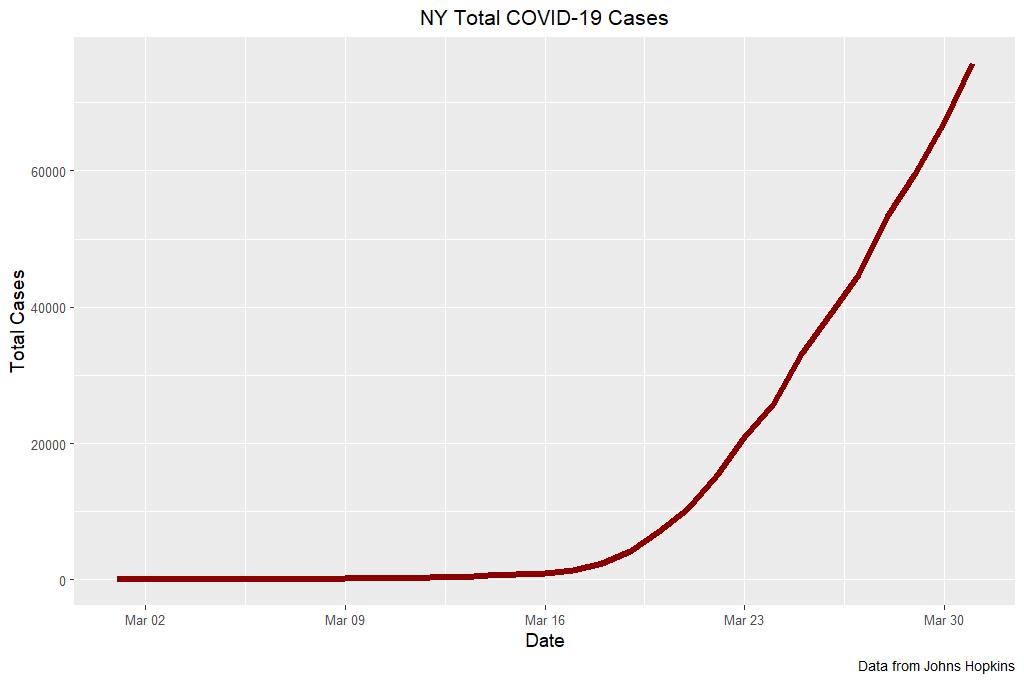 NY Total COVID-19 Cases
Total Cases
60000
40000
20000
0
Mar 02 Mar 09 Mar 16 Mar 23 Mar 30
Date
Data from Johns Hopkins